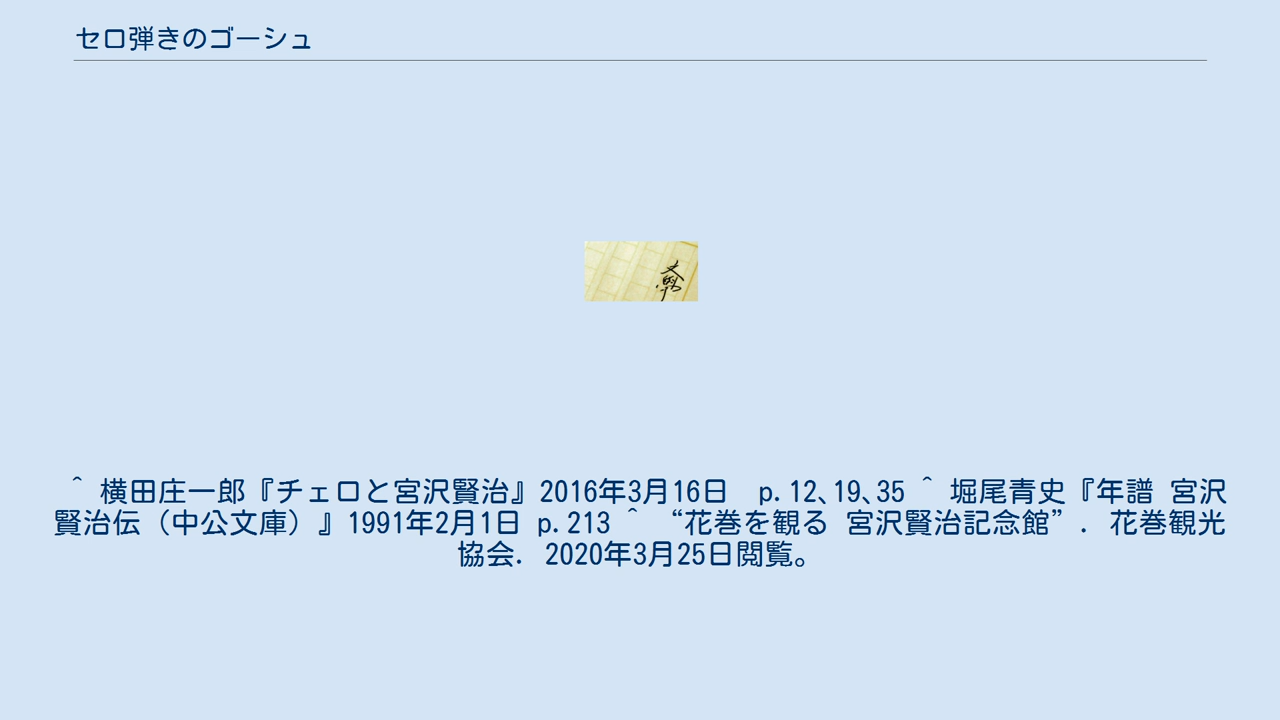 セロ弾きのゴーシュ
^ 横田庄一郎『チェロと宮沢賢治』2016年3月16日　p.12､19､35 ^ 堀尾青史『年譜 宮沢
賢治伝（中公文庫）』1991年2月1日 p.213 ^ “花巻を観る 宮沢賢治記念館”. 花巻観光
協会. 2020年3月25日閲覧。